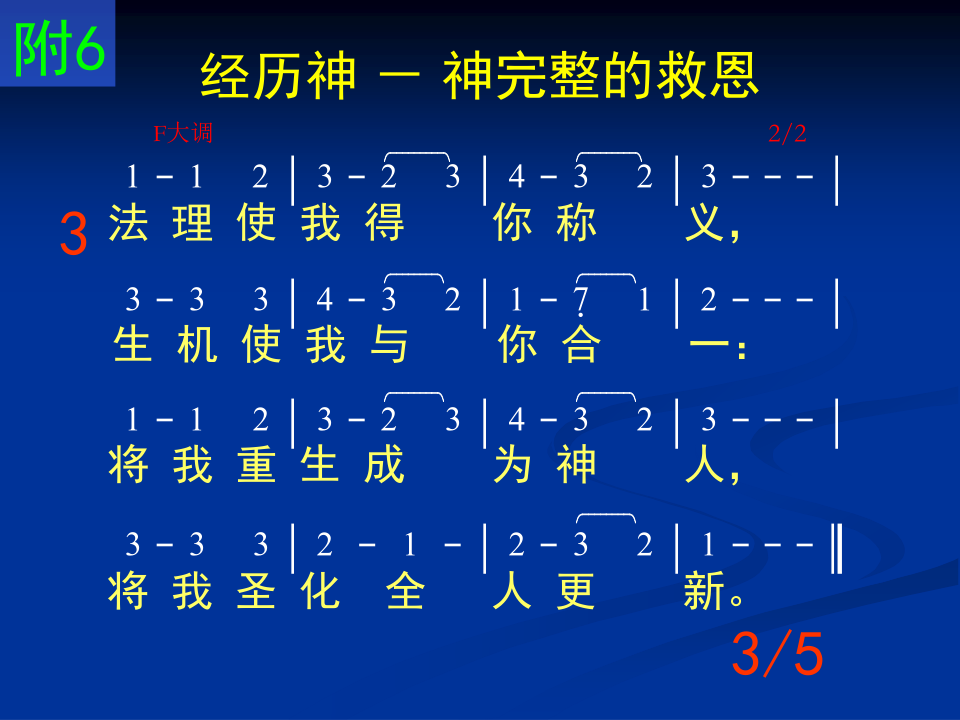 附6
经历神 － 神完整的救恩
F大调 2/2
1 － 1 2 | 3 － 2 3 | 4 － 3 2 | 3 － － － |
3 法 理 使 我 得 你 称 义，
3 － 3 3 | 4 － 3 2 | 1 － 7̣ 1 | 2 － － － |
生 机 使 我 与 你 合 一：
1 － 1 2 | 3 － 2 3 | 4 － 3 2 | 3 － － － |
将 我 重 生 成 为 神 人，
3 － 3 3 | 2 － 1 － | 2 － 3 2 | 1 － － － ‖
将 我 圣 化 全 人 更 新。
3/5